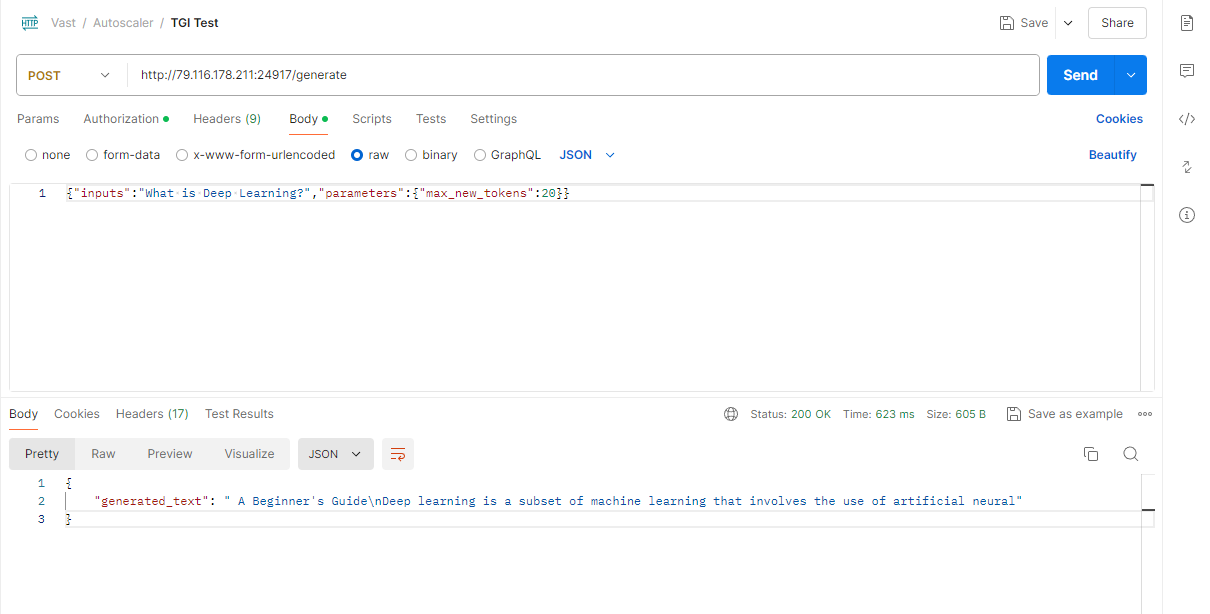 HTTP Vast / Autoscaler / TGI Test Save Share
POST http://79.116.178.211:24917/generate Send
Params Authorization Headers (9) Body Scripts Tests Settings Cookies
none form-data x-www-form-urlencoded raw binary GraphQL JSON Beautify
1 {"inputs":"What is Deep Learning?","parameters":{"max_new_tokens":20}}
Body Cookies Headers (17) Test Results Status: 200 OK Time: 623 ms Size: 605 B Save as example
Pretty Raw Preview Visualize JSON
1 {
2 "generated_text": " A Beginner's Guide\nDeep learning is a subset of machine learning that involves the use of artificial neural"
3 }